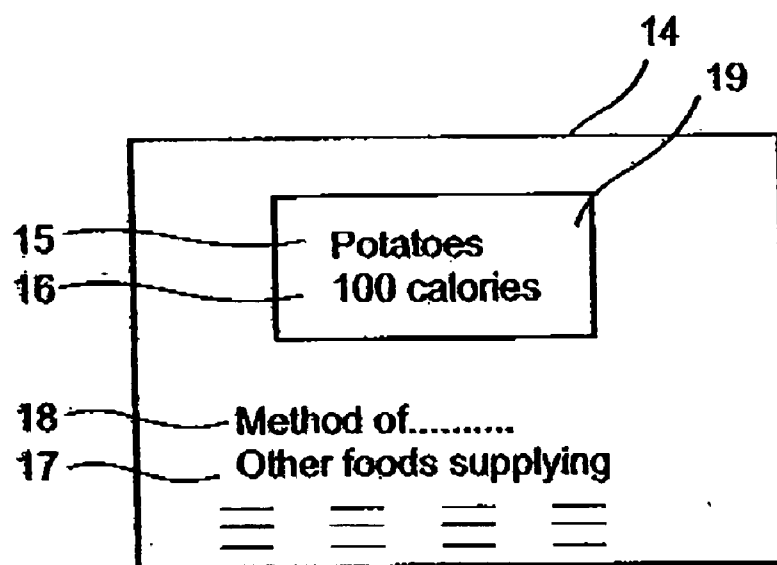 14
19
15 Potatoes
16 100 calories
18 Method of..........
17 Other foods supplying